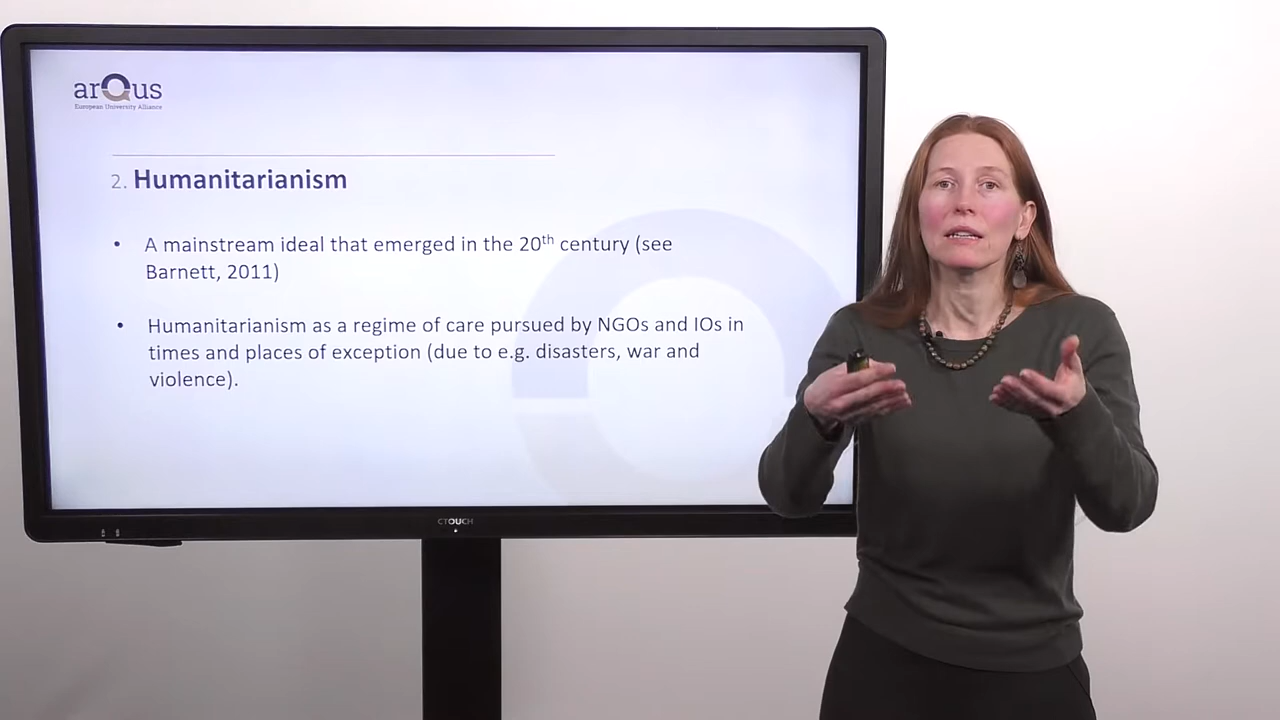 arQus
European University Alliance
2. Humanitarianism
• A mainstream ideal that emerged in the 20th century (see
Barnett, 2011)
• Humanitarianism as a regime of care pursued by NGOs and IOs in
times and places of exception (due to e.g. disasters, war and
violence).
CTOUCH